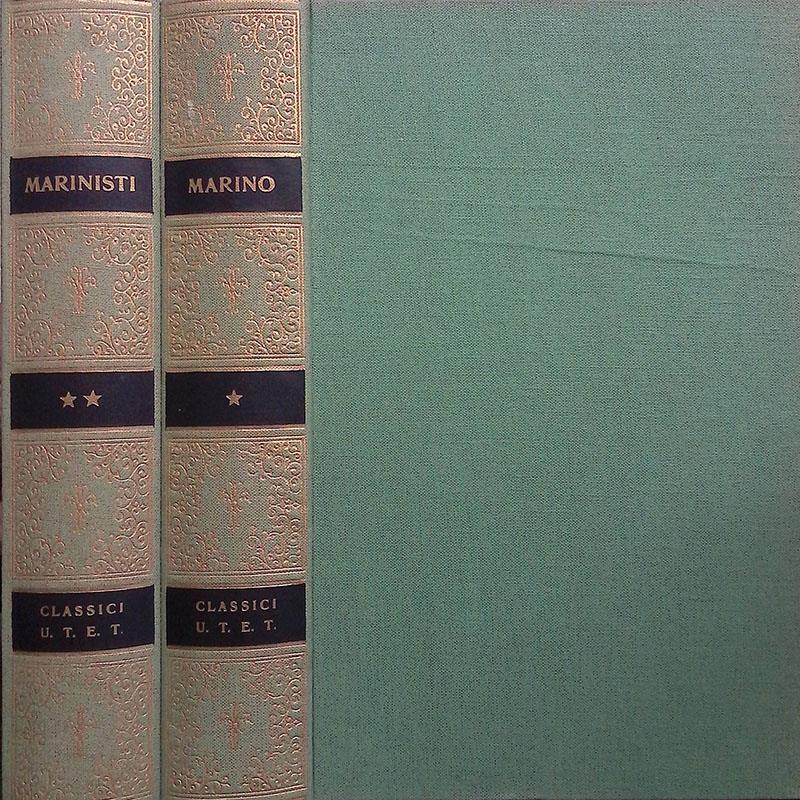 MARINISTI
★★
CLASSICI
U. T. E. T.
MARINO
★
CLASSICI
U. T. E. T.